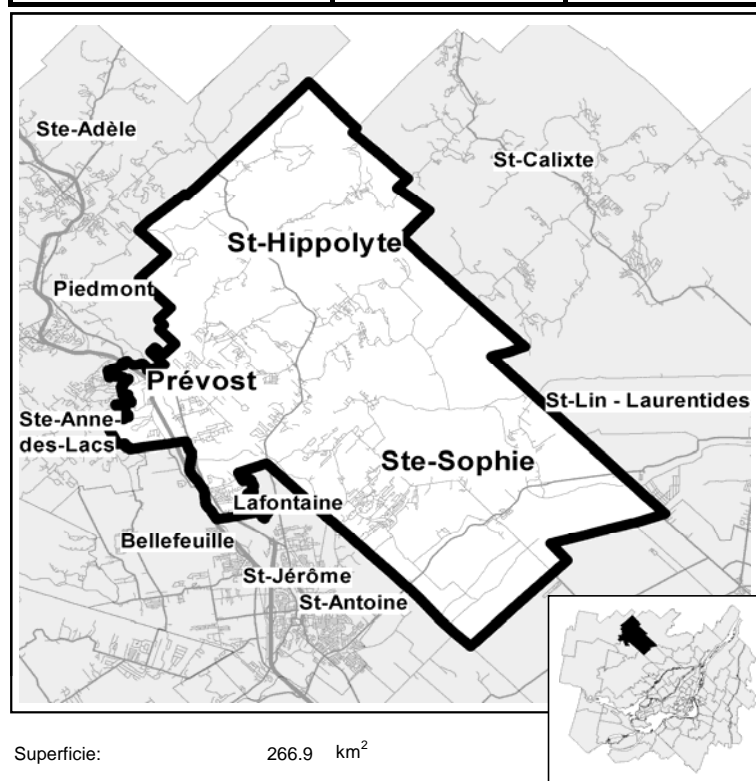 Ste-Adèle
St-Calixte
St-Hippolyte
Piedmont
Prévost
St-Lin - Laurentides
Ste-Anne-
des-Lacs
Ste-Sophie
Lafontaine
Bellefeuille
St-Jérôme
St-Antoine
Superficie: 266.9 km²